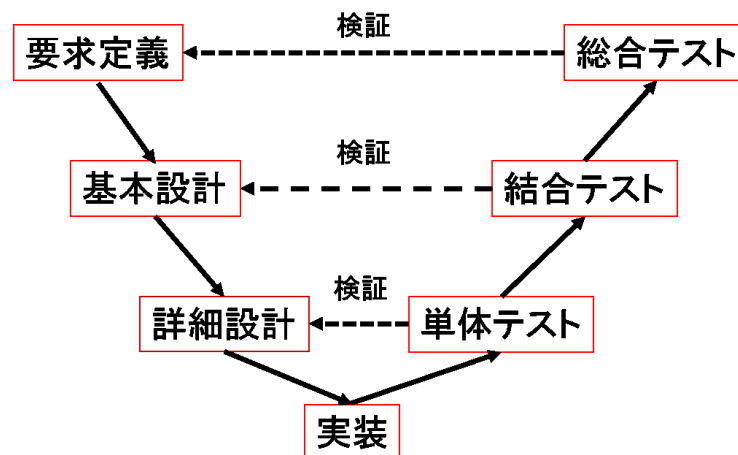 検証
要求定義
総合テスト
検証
基本設計
結合テスト
検証
詳細設計
単体テスト
実装